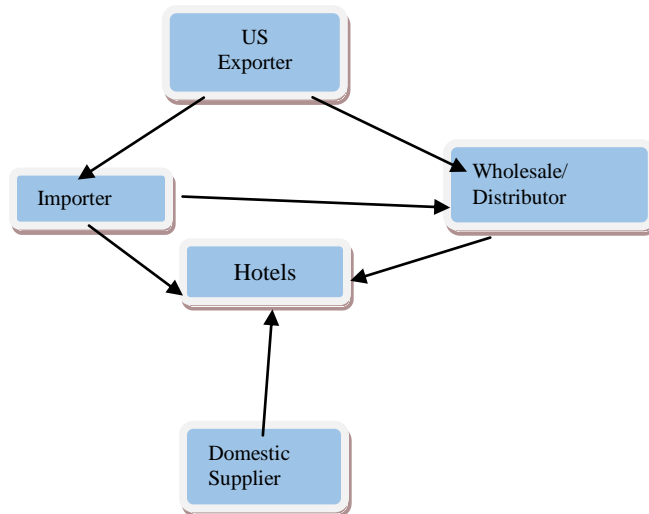 US
Exporter
Importer
Wholesale/
Distributor
Hotels
Domestic
Supplier